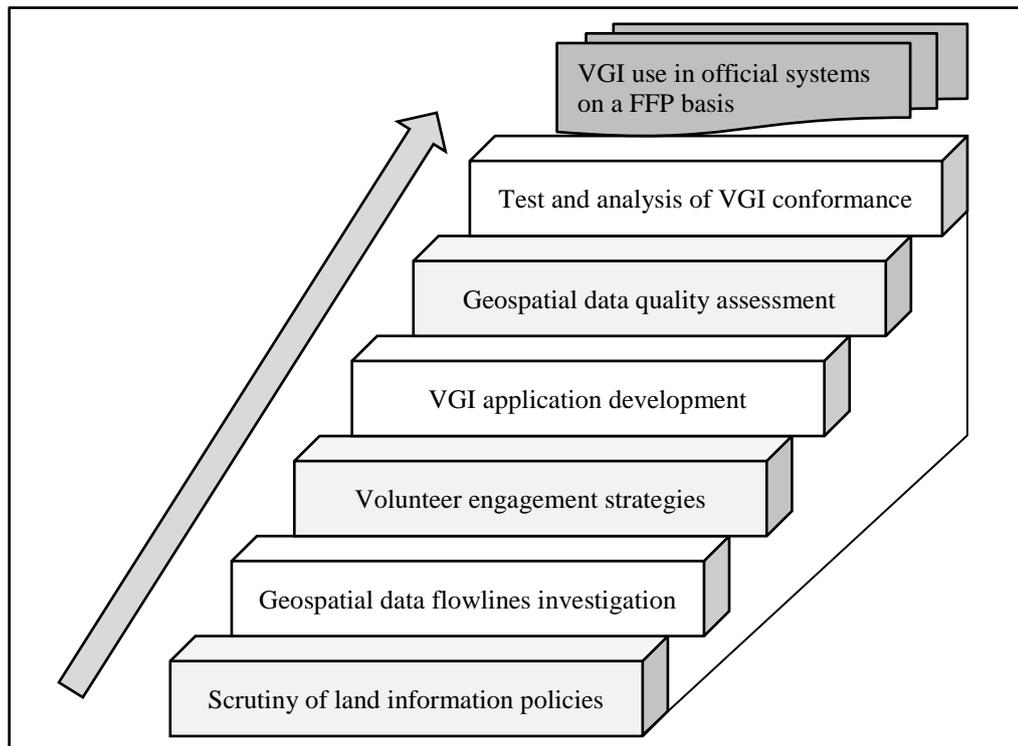 VGI use in official systems
on a FFP basis
Test and analysis of VGI conformance
Geospatial data quality assessment
VGI application development
Volunteer engagement strategies
Geospatial data flowlines investigation
Scrutiny of land information policies